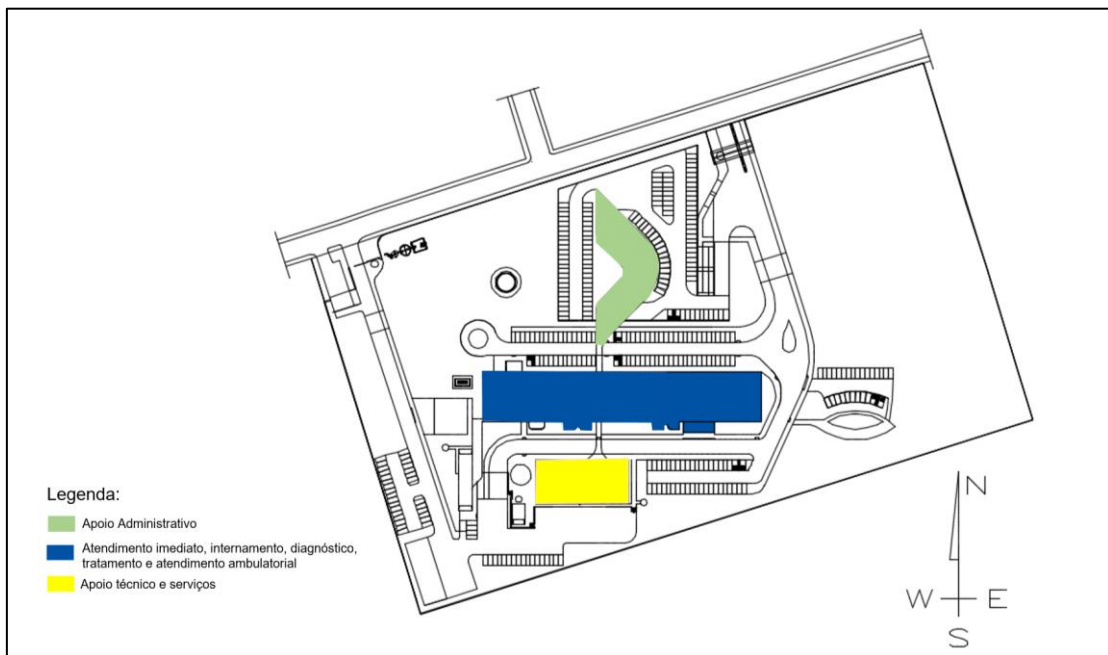 Legenda:
Apoio Administrativo
Atendimento imediato, internamento, diagnóstico,
tratamento e atendimento ambulatorial
Apoio técnico e serviços
N
W E
S